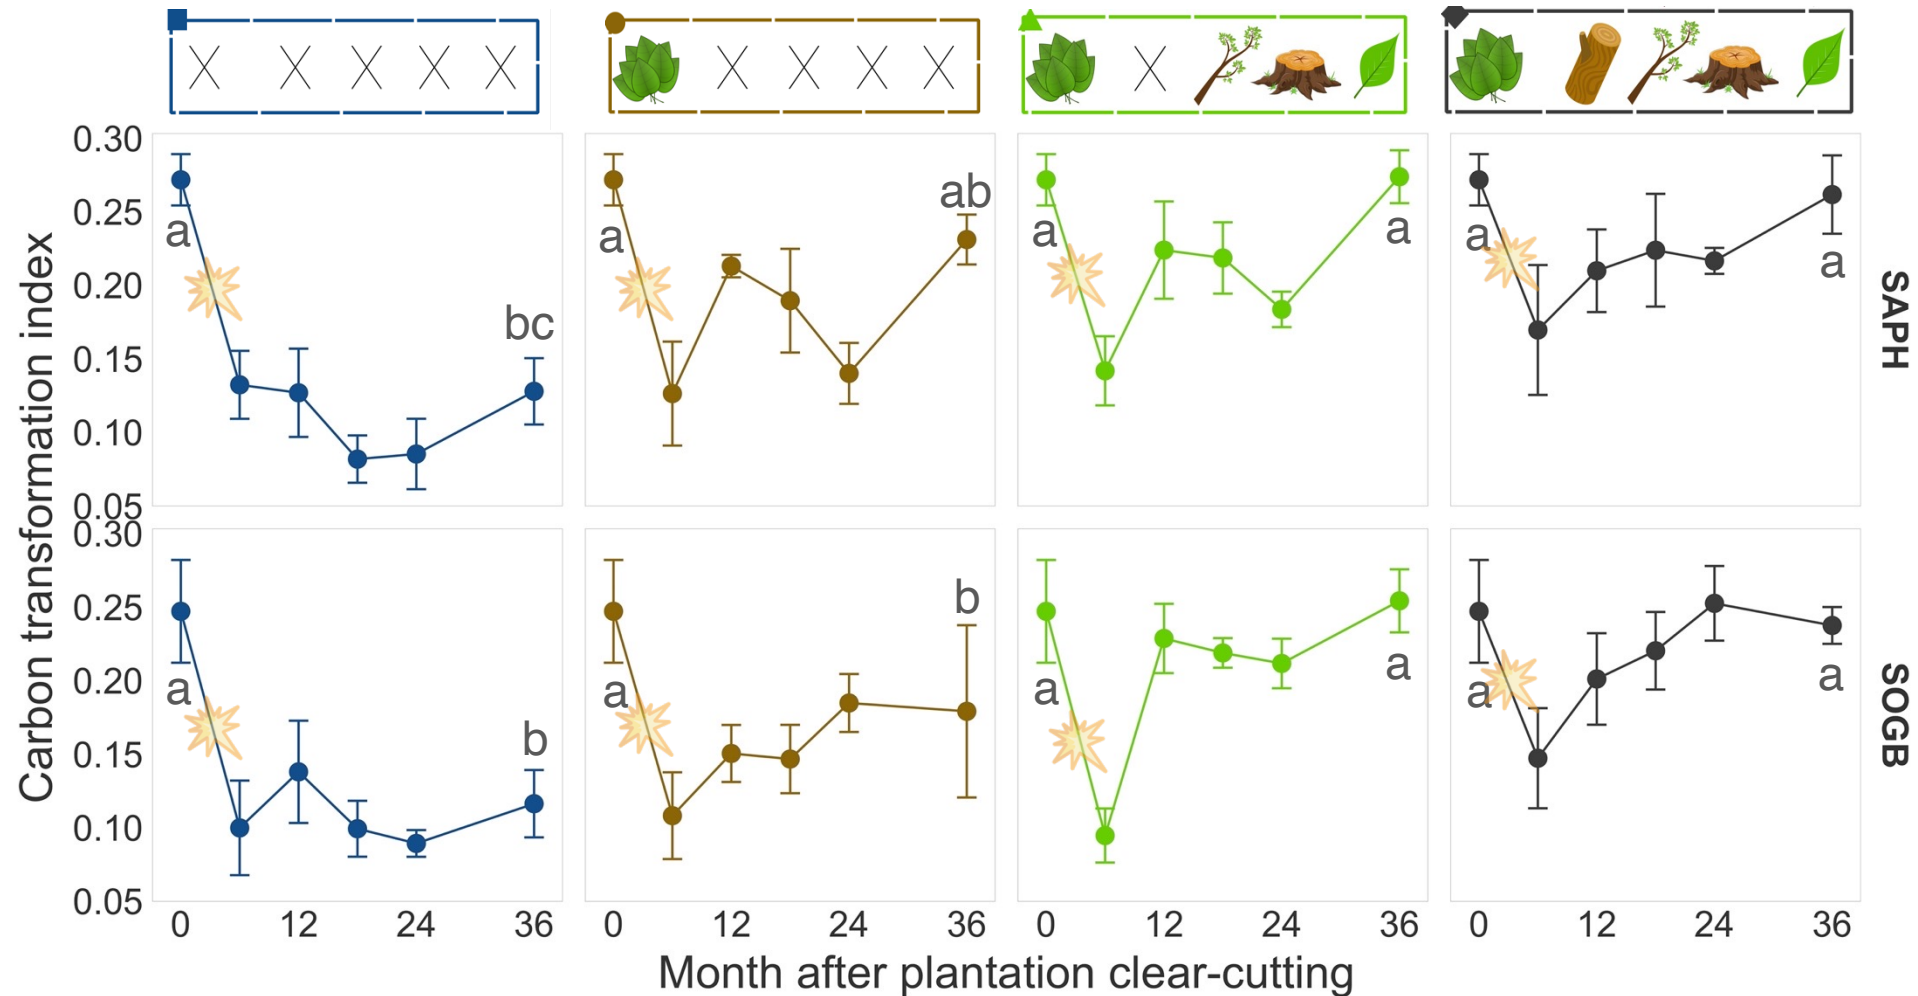 0.30
0.25
0.20
0.15
0.10
0.05
a
bc
a
ab
a
a
a
a
SAPH
0.30
0.25
0.20
0.15
0.10
0.05
a
b
a
b
a
a
a
a
SOGB
Carbon transformation index
0 12 24 36 0 12 24 36 0 12 24 36 0 12 24 36
Month after plantation clear-cutting